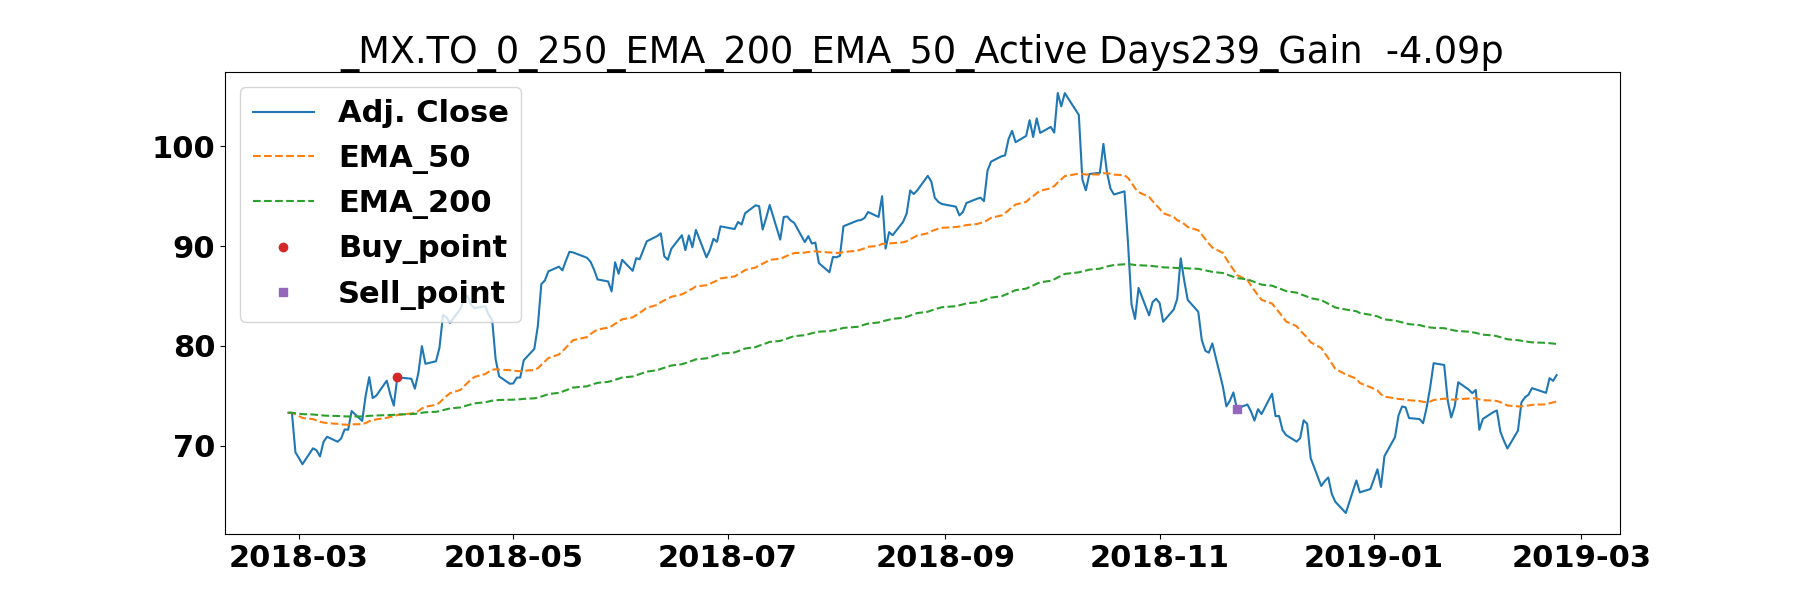 _MX.TO_0_250_EMA_200_EMA_50_Active Days239_Gain  -4.09p
Adj. Close
EMA_50
EMA_200
Buy_point
Sell_point
100
90
80
70
2018-03 2018-05 2018-07 2018-09 2018-11 2019-01 2019-03